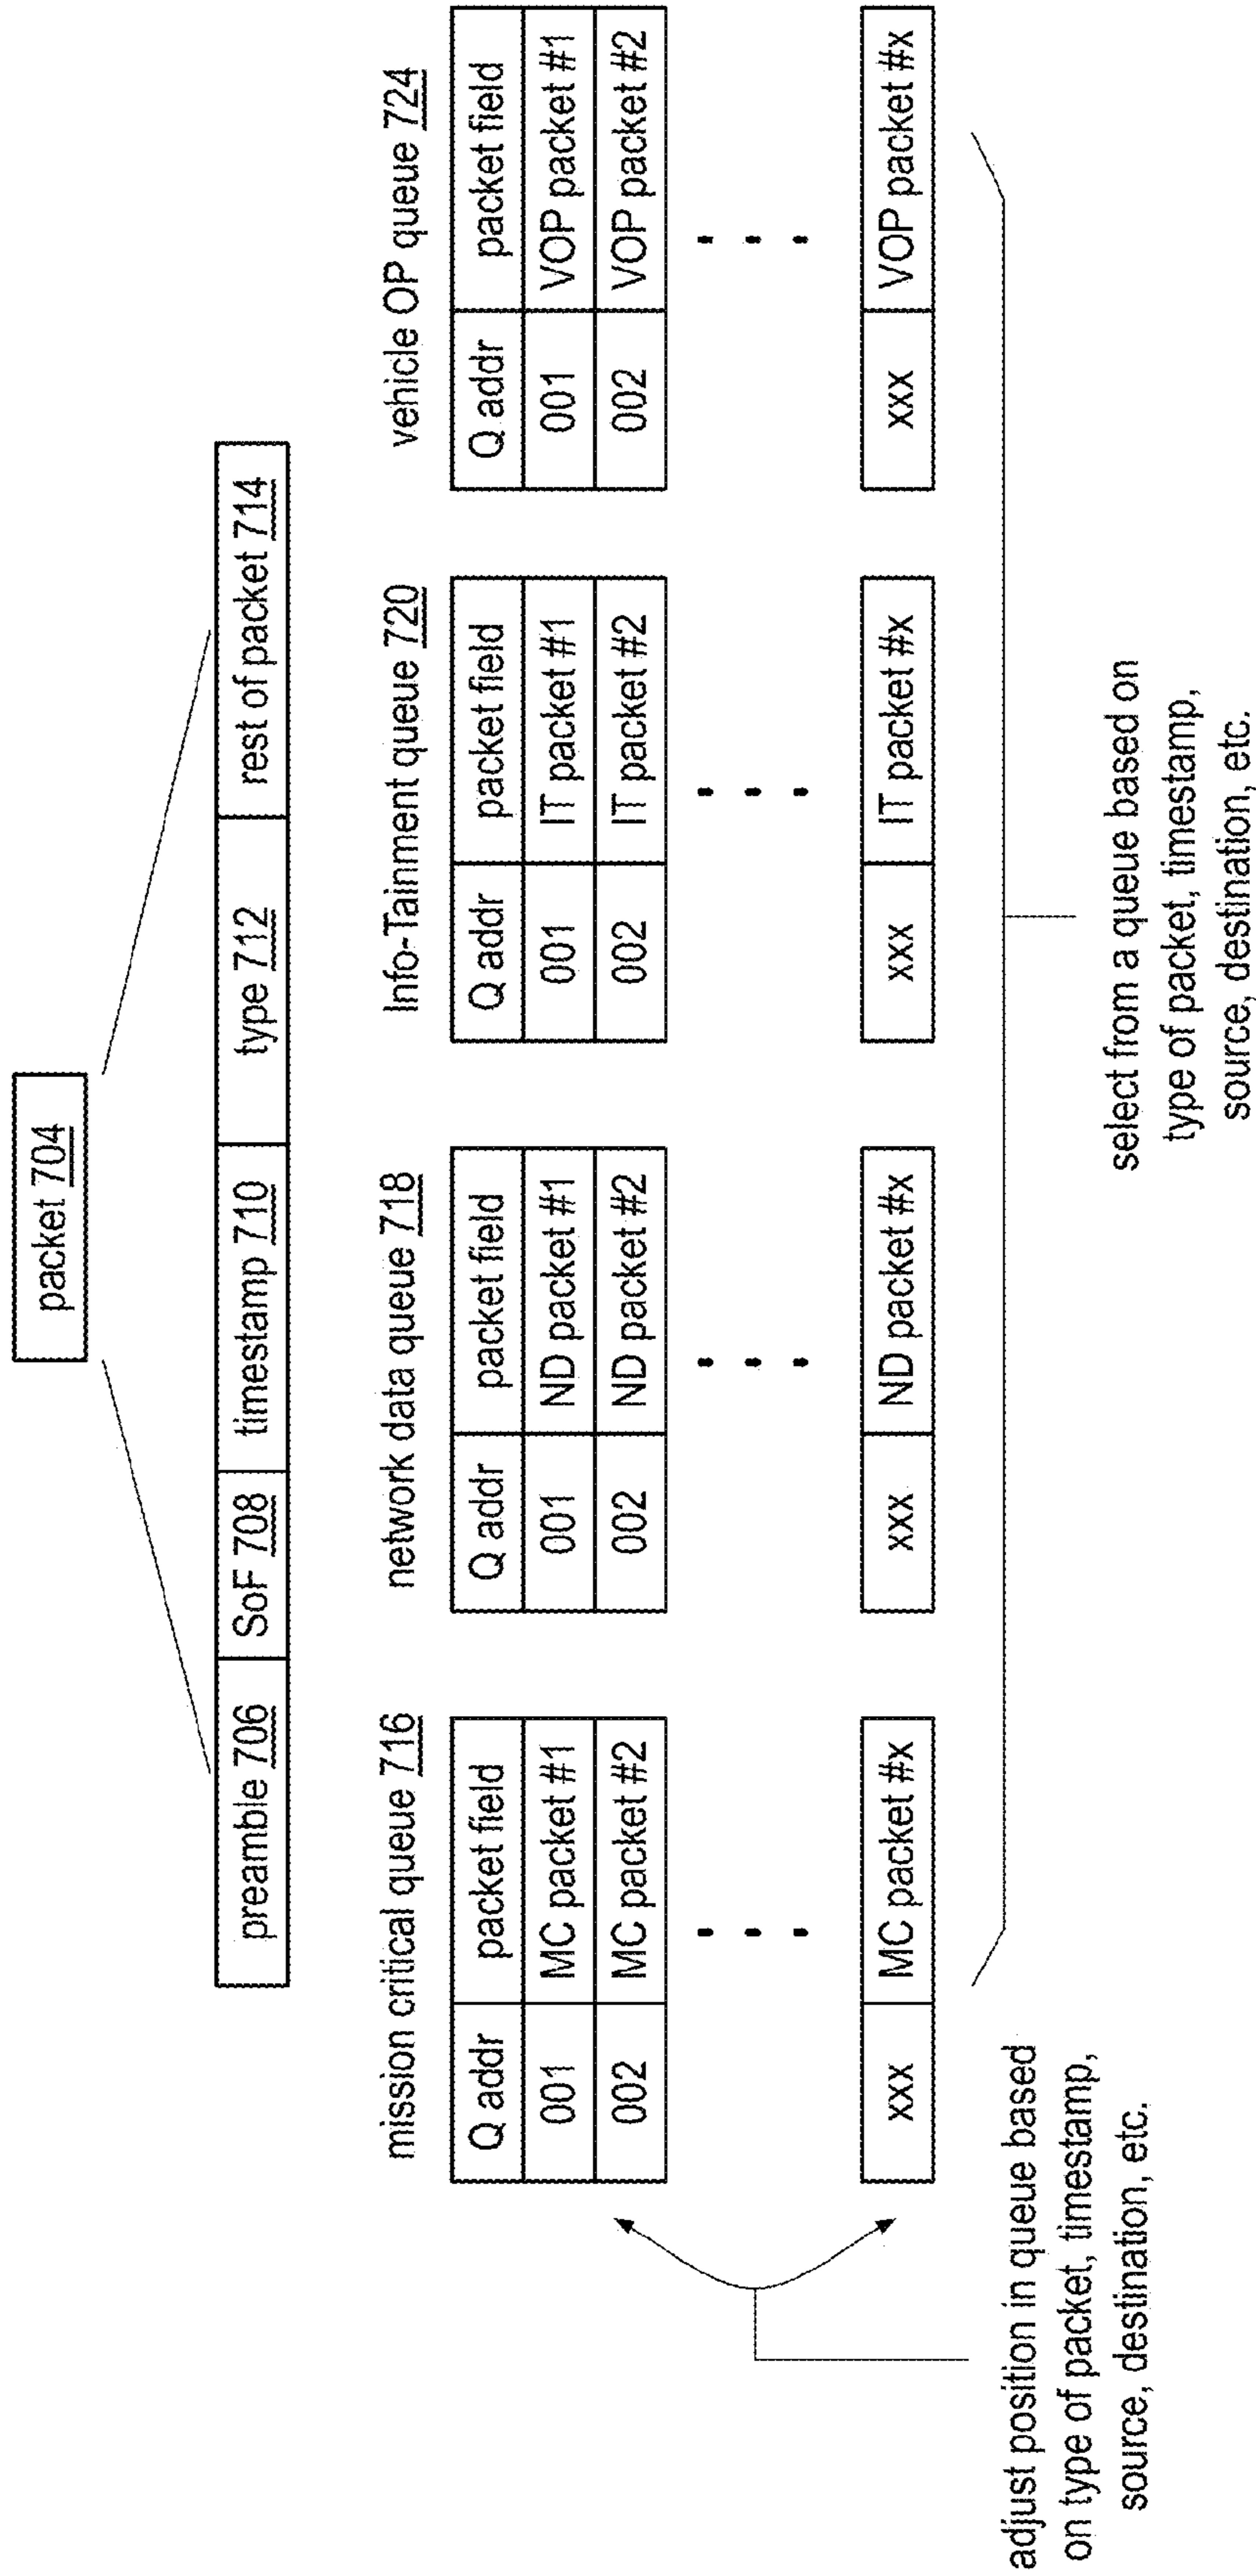 packet 704
preamble 706 SoF 708 timestamp 710 type 712 rest of packet 714
mission critical queue 716
Q addr packet field
001 MC packet #1
002 MC packet #2
xxx MC packet #x
network data queue 718
Q addr packet field
001 ND packet #1
002 ND packet #2
xxx ND packet #x
Info-Tainment queue 720
Q addr packet field
001 IT packet #1
002 IT packet #2
xxx IT packet #x
vehicle OP queue 724
Q addr packet field
001 VOP packet #1
002 VOP packet #2
xxx VOP packet #x
adjust position in queue based
on type of packet, timestamp,
source, destination, etc.
select from a queue based on
type of packet, timestamp,
source, destination, etc.